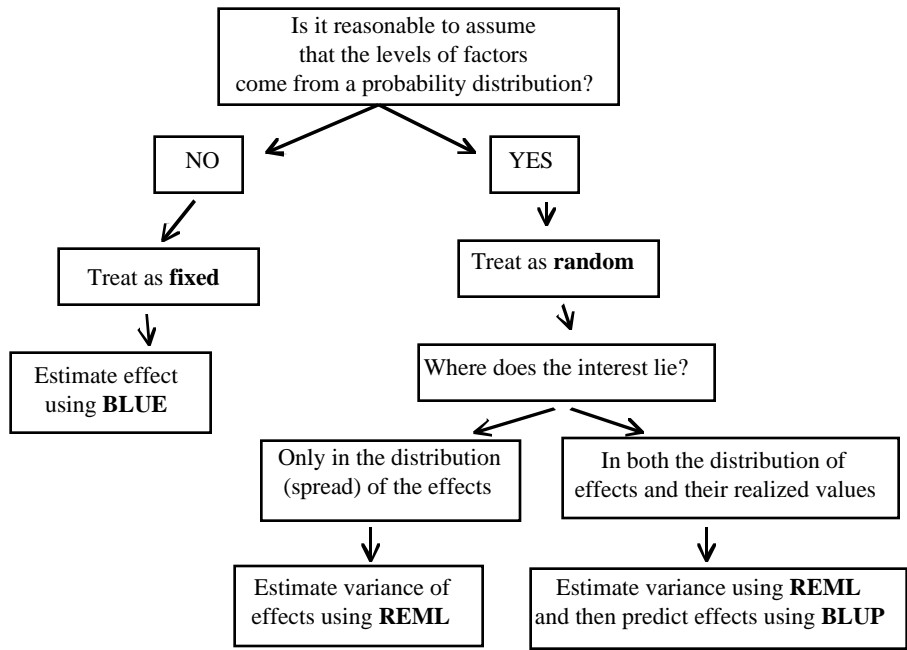 Is it reasonable to assume
that the levels of factors
come from a probability distribution?
NO
YES
Treat as fixed
Treat as random
Estimate effect
using BLUE
Where does the interest lie?
Only in the distribution
(spread) of the effects
In both the distribution of
effects and their realized values
Estimate variance of
effects using REML
Estimate variance using REML
and then predict effects using BLUP